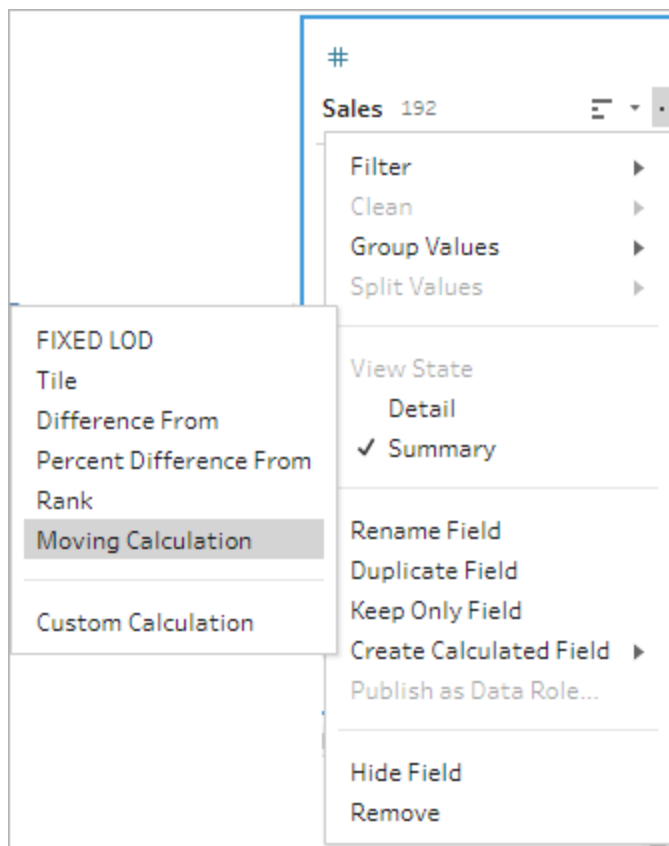 #
Sales 192
Filter
Clean
Group Values
Split Values
View State
Detail
✓ Summary
Rename Field
Duplicate Field
Keep Only Field
Create Calculated Field
Publish as Data Role...
Hide Field
Remove
FIXED LOD
Tile
Difference From
Percent Difference From
Rank
Moving Calculation
Custom Calculation